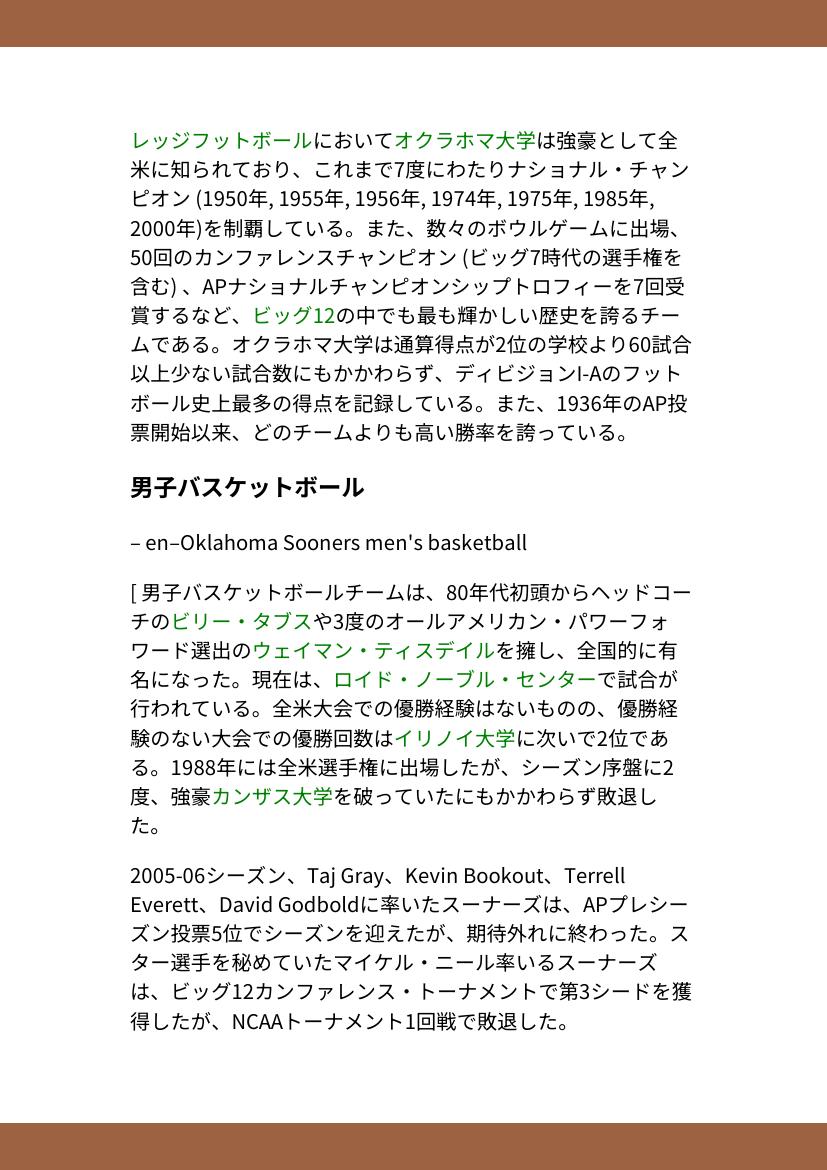 レッジフットボールにおいてオクラホマ大学は強豪として全
米に知られており、これまで7度にわたりナショナル・チャン
ピオン (1950年, 1955年, 1956年, 1974年, 1975年, 1985年,
2000年)を制覇している。また、数々のボウルゲームに出場、
50回のカンファレンスチャンピオン (ビッグ7時代の選手権を
含む) 、APナショナルチャンピオンシップトロフィーを7回受
賞するなど、ビッグ12の中でも最も輝かしい歴史を誇るチー
ムである。オクラホマ大学は通算得点が2位の学校より60試合
以上少ない試合数にもかかわらず、ディビジョンI-Aのフット
ボール史上最多の得点を記録している。また、1936年のAP投
票開始以来、どのチームよりも高い勝率を誇っている。
男子バスケットボール
– en–Oklahoma Sooners men's basketball
[ 男子バスケットボールチームは、80年代初頭からヘッドコー
チのビリー・タブスや3度のオールアメリカン・パワーフォ
ワード選出のウェイマン・ティスデイルを擁し、全国的に有
名になった。現在は、ロイド・ノーブル・センターで試合が
行われている。全米大会での優勝経験はないものの、優勝経
験のない大会での優勝回数はイリノイ大学に次いで2位であ
る。1988年には全米選手権に出場したが、シーズン序盤に2
度、強豪カンザス大学を破っていたにもかかわらず敗退し
た。
2005-06シーズン、Taj Gray、Kevin Bookout、Terrell
Everett、David Godboldに率いたスーナーズは、APプレシー
ズン投票5位でシーズンを迎えたが、期待外れに終わった。ス
ター選手を秘めていたマイケル・ニール率いるスーナーズ
は、ビッグ12カンファレンス・トーナメントで第3シードを獲
得したが、NCAAトーナメント1回戦で敗退した。